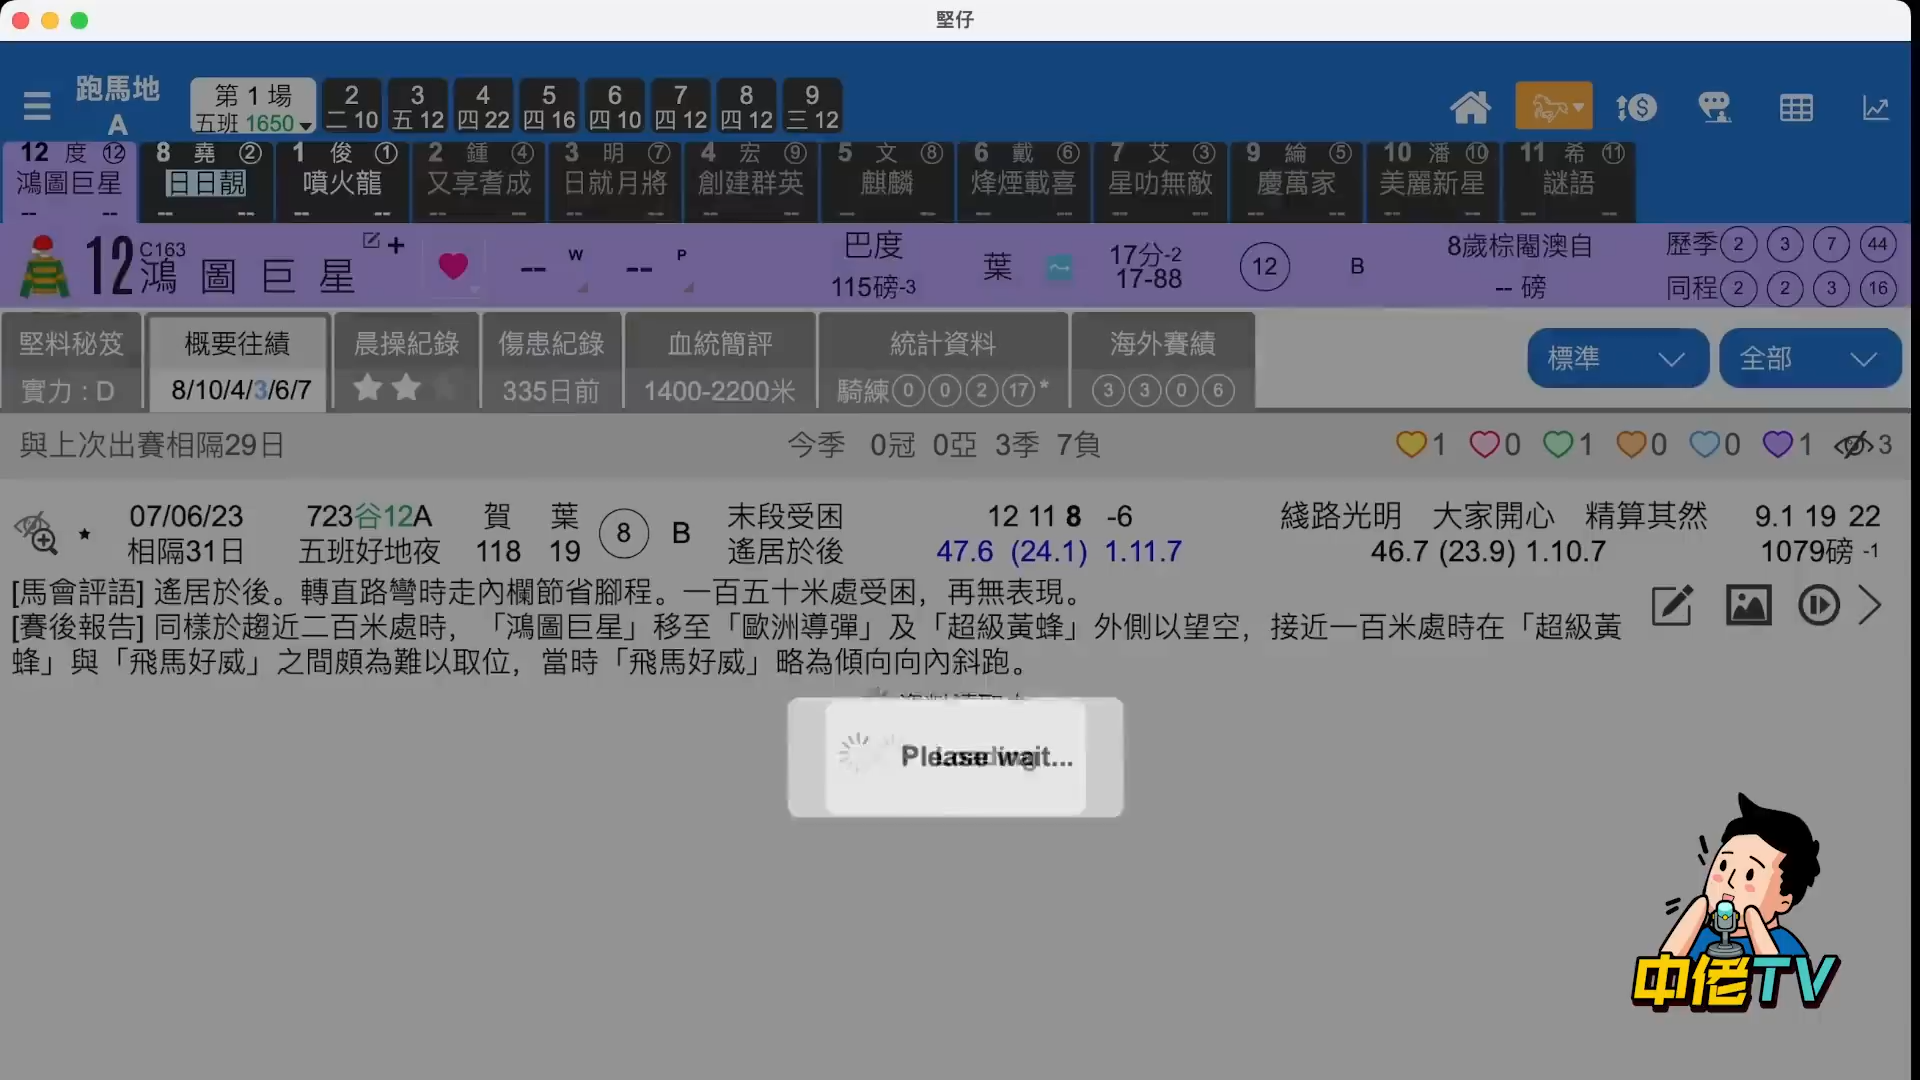 堅仔
跑馬地 A
第 1 場 五班 1650
2 二 10
3 五 12
4 四 22
5 四 16
6 四 10
7 四 12
8 四 12
9 三 12
12 度 ⑫ 鴻圖巨星 -- --
8 堯 ② 日日靚 -- --
1 俊 ① 噴火龍 -- --
2 鍾 ④ 又享耆成 -- --
3 明 ⑦ 日就月將 -- --
4 宏 ⑨ 創建群英 -- --
5 文 ⑧ 麒麟 -- --
6 戴 ⑥ 烽煙載喜 -- --
7 艾 ③ 星叻無敵 -- --
9 綸 ⑤ 慶萬家 -- --
10 潘 ⑩ 美麗新星 -- --
11 希 ⑪ 謎語 -- --
12 C163 鴻圖巨星 +
-- W -- P
巴度
115磅-3
葉
17分-2
17-88
12
B
8歲棕閹澳自
-- 磅
歷季 2 3 7 44
同程 2 2 3 16
堅料秘笈
實力 : D
概要往績
8/10/4/3/6/7
晨操紀錄
傷患紀錄
335日前
血統簡評
1400-2200米
統計資料
騎練 0 0 2 17 *
海外賽績
3 3 0 6
標準
全部
與上次出賽相隔29日
今季 0冠 0亞 3季 7負
1 0 1 0 0 1 3
07/06/23 723谷12A 賀 葉 8 B 末段受困 12 11 8 -6 綫路光明 大家開心 精算其然 9.1 19 22
相隔31日 五班好地夜 118 19 遙居於後 47.6 (24.1) 1.11.7 46.7 (23.9) 1.10.7 1079磅 -1
[馬會評語] 遙居於後。轉直路彎時走內欄節省腳程。一百五十米處受困，再無表現。
[賽後報告] 同樣於趨近二百米處時，「鴻圖巨星」移至「歐洲導彈」及「超級黃蜂」外側以望空，接近一百米處時在「超級黃
蜂」與「飛馬好威」之間頗為難以取位，當時「飛馬好威」略為傾向向內斜跑。
Please wait...
中佬TV